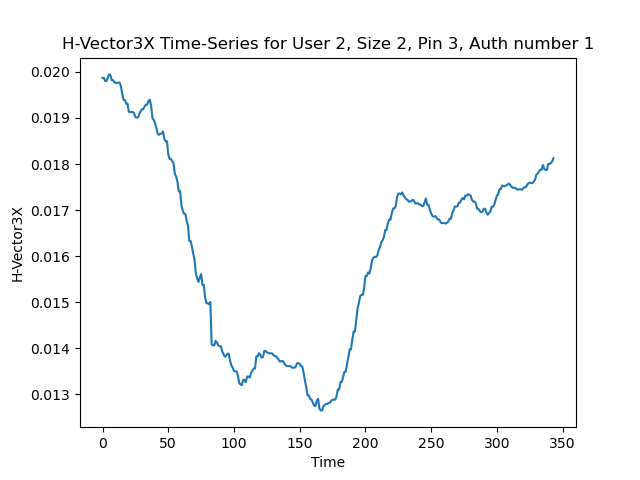 H-Vector3X Time-Series for User 2, Size 2, Pin 3, Auth number 1
H-Vector3X
0.020
0.019
0.018
0.017
0.016
0.015
0.014
0.013
0 50 100 150 200 250 300 350
Time